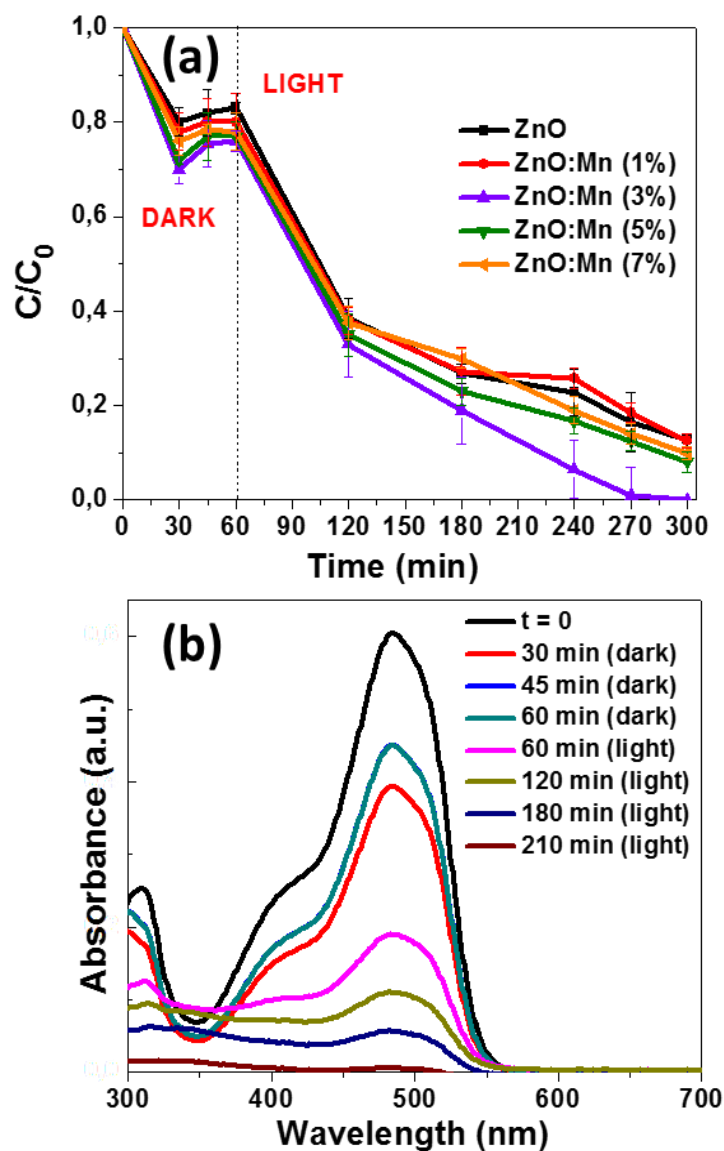 1,0
(a)
LIGHT
ZnO
ZnO:Mn (1%)
ZnO:Mn (3%)
ZnO:Mn (5%)
ZnO:Mn (7%)
DARK
0,8
0,6
0,4
0,2
0,0
C/C0
0 30 60 90 120 150 180 210 240 270 300
Time (min)
(b)
t = 0
30 min (dark)
45 min (dark)
60 min (dark)
60 min (light)
120 min (light)
180 min (light)
210 min (light)
Absorbance (a.u.)
300 400 500 600 700
Wavelength (nm)